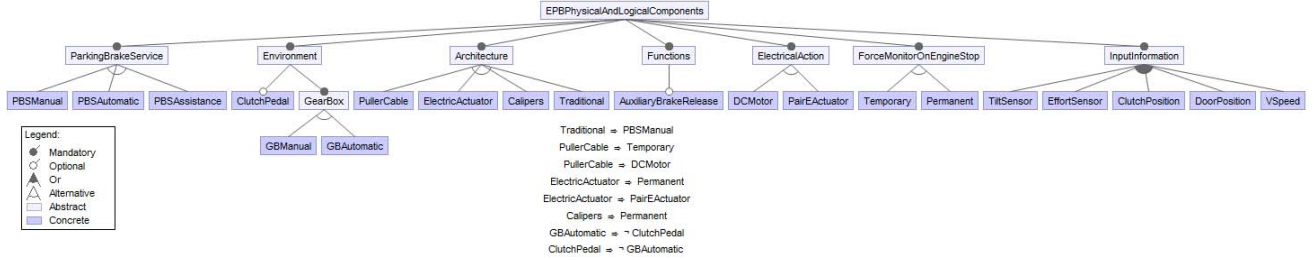 EPBPhysicalAndLogicalComponents
ParkingBrakeService Environment Architecture Functions ElectricalAction ForceMonitorOnEngineStop InputInformation
PBSManual PBSAutomatic PBSAssistance ClutchPedal GearBox PullerCable ElectricActuator Calipers Traditional AuxiliaryBrakeRelease DCMotor PairEActuator Temporary Permanent TiltSensor EffortSensor ClutchPosition DoorPosition VSpeed
GBManual GBAutomatic
Legend:
Mandatory
Optional
Or
Alternative
Abstract
Concrete
Traditional ⇒ PBSManual
PullerCable ⇒ Temporary
PullerCable ⇒ DCMotor
ElectricActuator ⇒ Permanent
ElectricActuator ⇒ PairEActuator
Calipers ⇒ Permanent
GBAutomatic ⇒ ¬ ClutchPedal
ClutchPedal ⇒ ¬ GBAutomatic